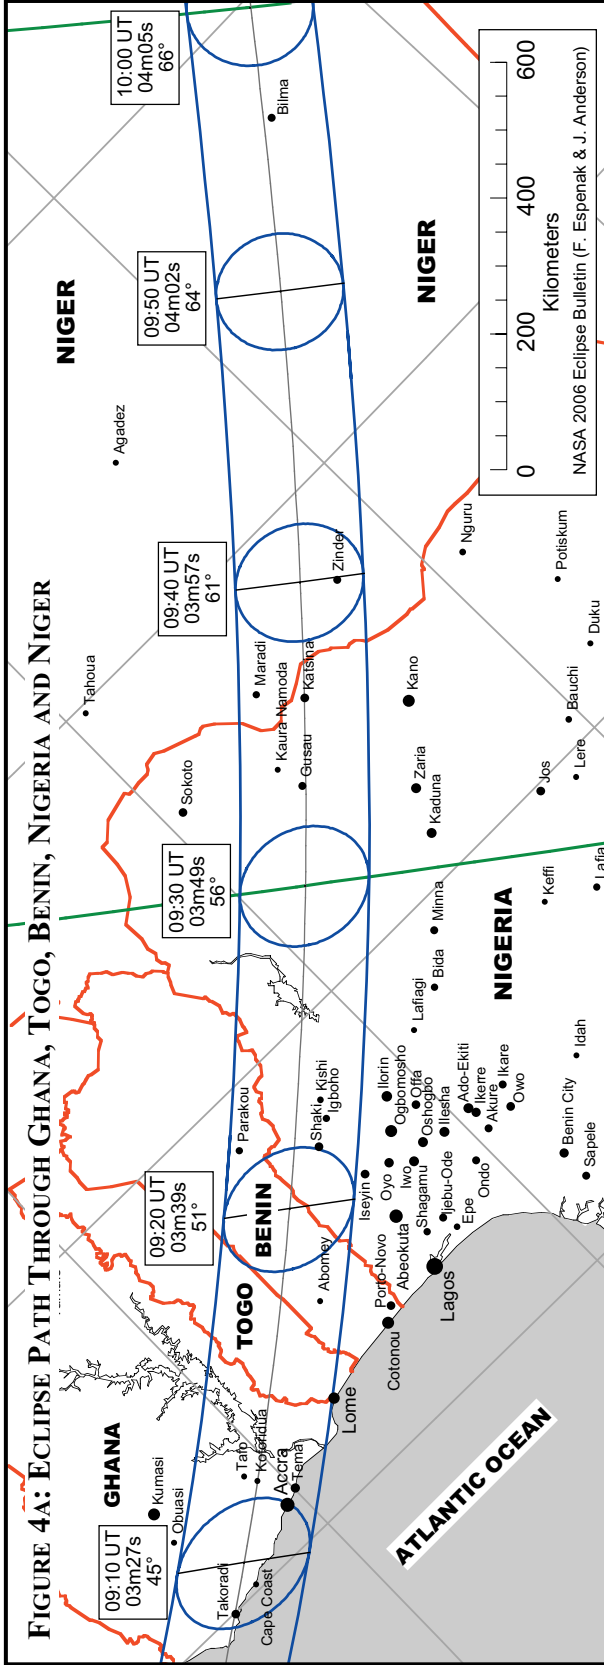 FIGURE 4A: ECLIPSE PATH THROUGH GHANA, TOGO, BENIN, NIGERIA AND NIGER
09:10 UT
03m27s
45°
09:20 UT
03m39s
51°
09:30 UT
03m49s
56°
09:40 UT
03m57s
61°
09:50 UT
04m02s
64°
10:00 UT
04m05s
66°
GHANA
TOGO
BENIN
NIGERIA
NIGER
NIGER
ATLANTIC OCEAN
Kumasi
Obuasi
Takoradi
Cape Coast
Tafo
Koforidua
Accra
Tema
Lome
Abomey
Parakou
Cotonou
Porto-Novo
Shaki
Kishi
Igboho
Iseyin
Oyo
Iwo
Ilorin
Ogbomosho
Offa
Oshogbo
Ilesha
Abeokuta
Shagamu
Ijebu-Ode
Epe
Lagos
Ado-Ekiti
Ikerre
Akure
Ikare
Owo
Ondo
Benin City
Sapele
Idah
Lafiagi
Bida
Minna
Keffi
Lafia
Sokoto
Tahoua
Agadez
Maradi
Kaura-Namoda
Katsina
Gusau
Kano
Zaria
Kaduna
Jos
Lere
Bauchi
Duku
Potiskum
Nguru
Zinder
Bilma
0
200
400
600
Kilometers
NASA 2006 Eclipse Bulletin (F. Espenak & J. Anderson)